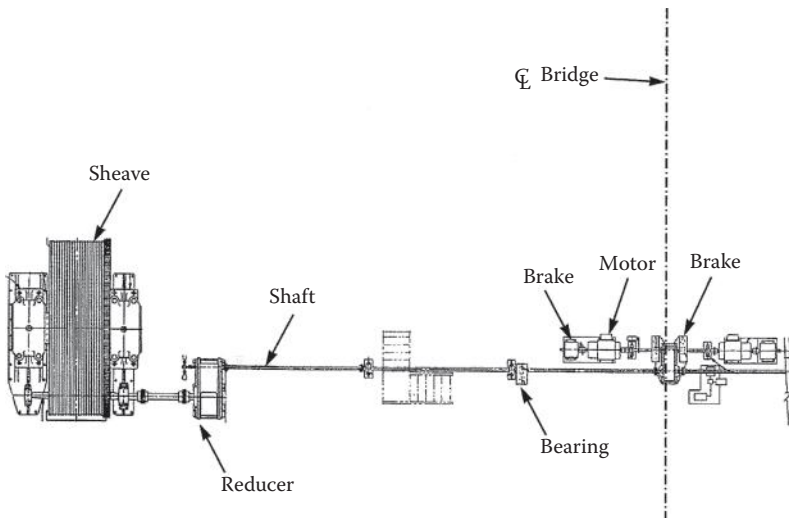 ℄ Bridge
Sheave
Shaft
Brake
Motor
Brake
Bearing
Reducer